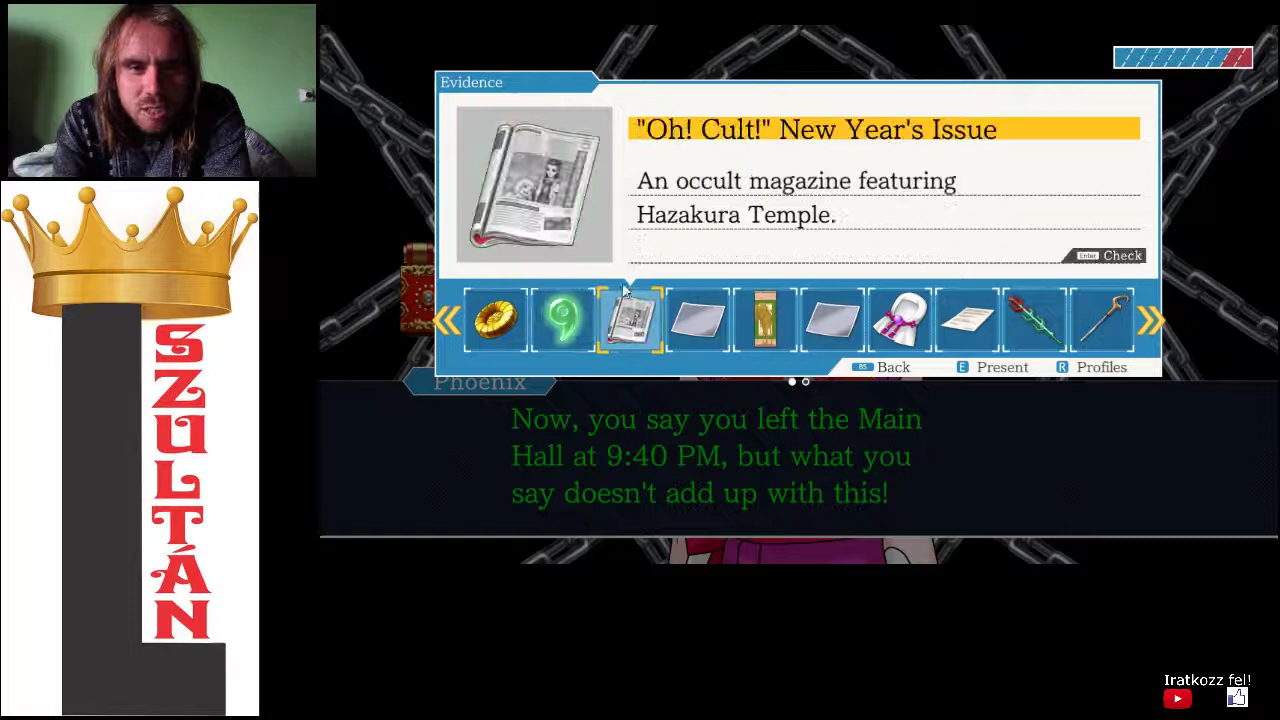 Evidence
"Oh! Cult!" New Year's Issue
An occult magazine featuring
Hazakura Temple.
Enter Check
BS Back
E Present
R Profiles
Phoenix
Now, you say you left the Main
Hall at 9:40 PM, but what you
say doesn't add up with this!
L
SZULTÁN
Iratkozz fel!